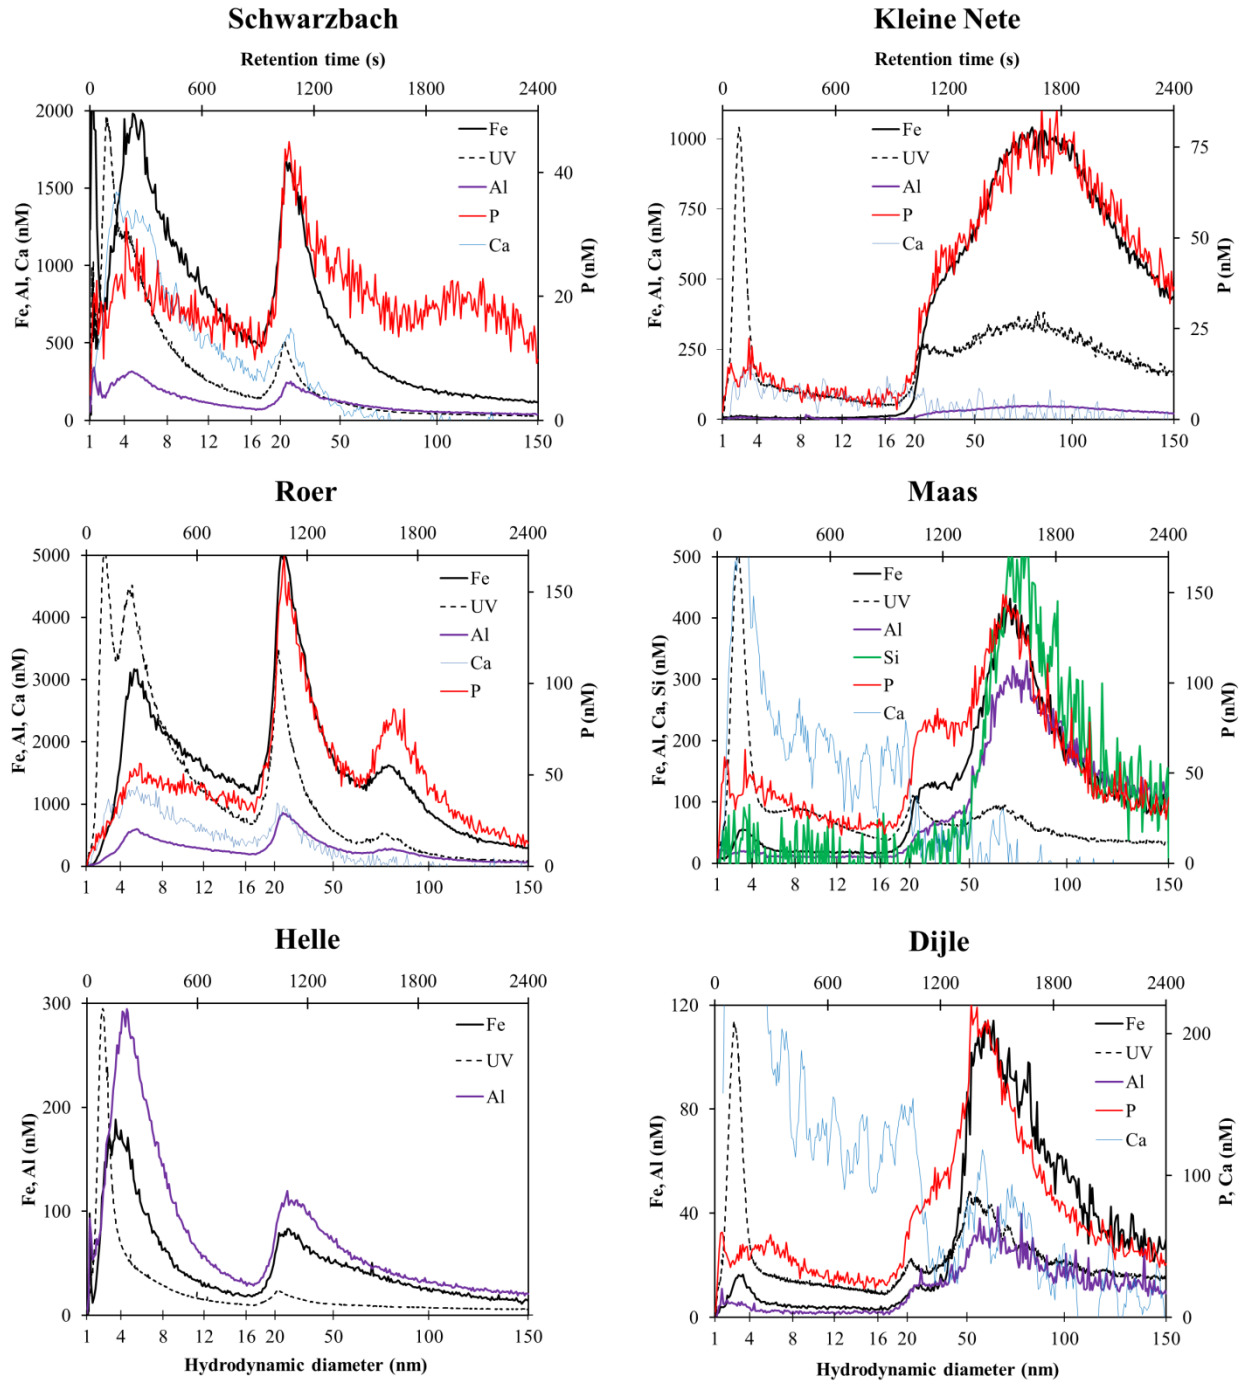 Schwarzbach
Retention time (s)
0 600 1200 1800 2400
2000
1500
1000
500
0
Fe, Al, Ca (nM)
40
20
0
P (nM)
Fe
UV
Al
P
Ca
1 4 8 12 16 20 50 100 150
Kleine Nete
Retention time (s)
0 600 1200 1800 2400
1000
750
500
250
0
Fe, Al, Ca (nM)
75
50
25
0
P (nM)
Fe
UV
Al
P
Ca
1 4 8 12 16 20 50 100 150
Roer
0 600 1200 1800 2400
5000
4000
3000
2000
1000
0
Fe, Al, Ca (nM)
150
100
50
0
P (nM)
Fe
UV
Al
Ca
P
1 4 8 12 16 20 50 100 150
Maas
0 600 1200 1800 2400
500
400
300
200
100
0
Fe, Al, Ca, Si (nM)
150
100
50
0
P (nM)
Fe
UV
Al
Si
P
Ca
1 4 8 12 16 20 50 100 150
Helle
0 600 1200 1800 2400
300
200
100
0
Fe, Al (nM)
Fe
UV
Al
1 4 8 12 16 20 50 100 150
Hydrodynamic diameter (nm)
Dijle
0 600 1200 1800 2400
120
80
40
0
Fe, Al (nM)
200
100
0
P, Ca (nM)
Fe
UV
Al
P
Ca
1 4 8 12 16 20 50 100 150
Hydrodynamic diameter (nm)